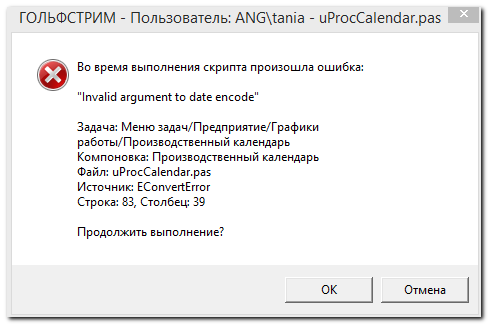 ГОЛЬФСТРИМ - Пользователь: ANG\tania - uProcCalendar.pas
Во время выполнения скрипта произошла ошибка:
"Invalid argument to date encode"
Задача: Меню задач/Предприятие/Графики
работы/Производственный календарь
Компоновка: Производственный календарь
Файл: uProcCalendar.pas
Источник: EConvertError
Строка: 83, Столбец: 39
Продолжить выполнение?
ОК
Отмена